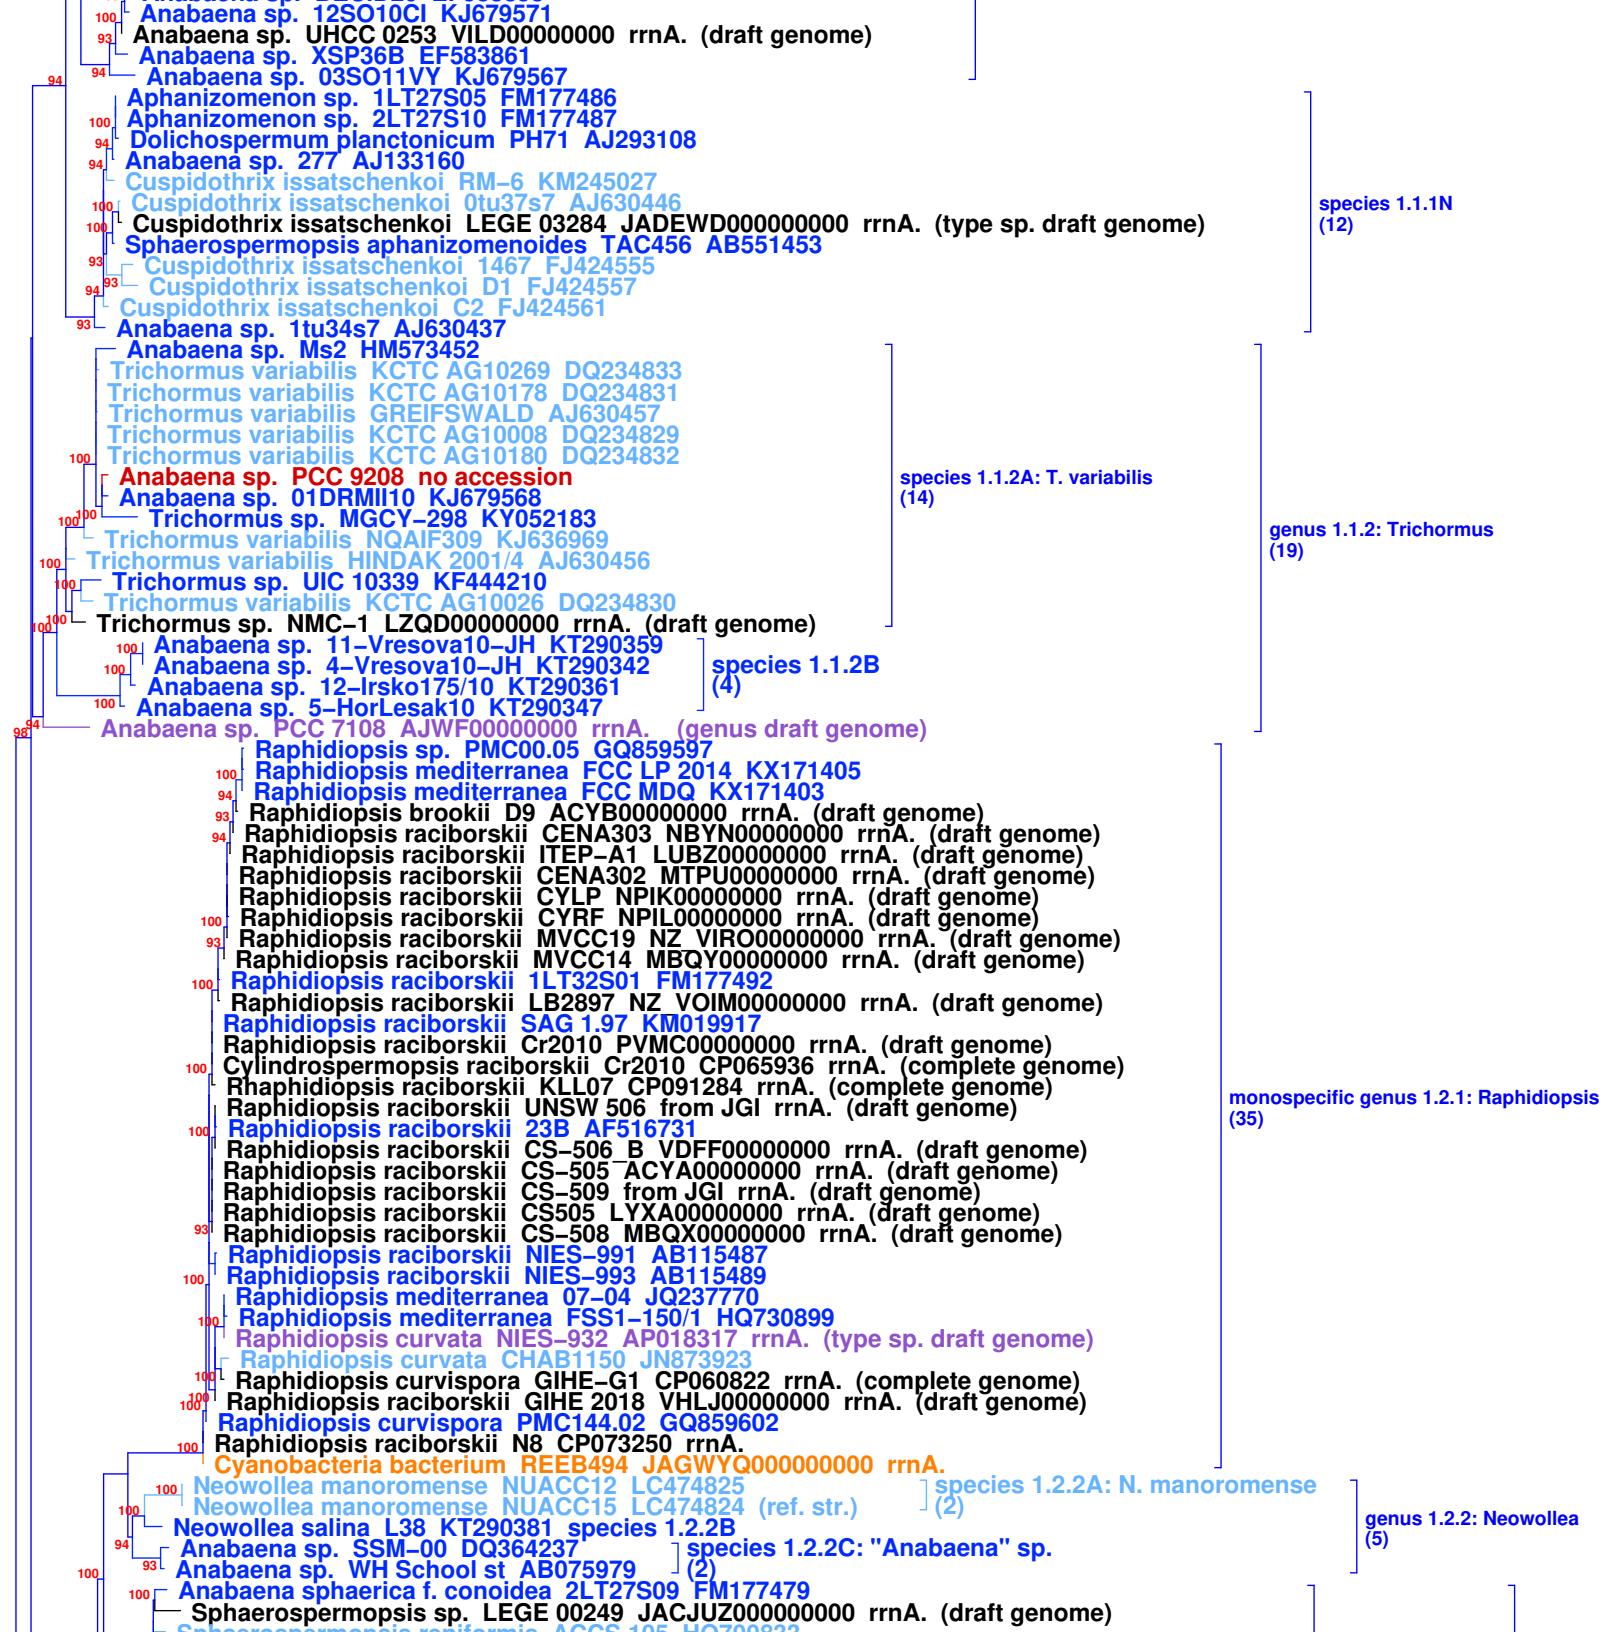 Anabaena sp. 12SO10CI KJ679571
Anabaena sp. UHCC 0253 VILD00000000 rrnA. (draft genome)
Anabaena sp. XSP36B EF583861
Anabaena sp. 03SO11VY KJ679567
Aphanizomenon sp. 1LT27S05 FM177486
Aphanizomenon sp. 2LT27S10 FM177487
Dolichospermum planctonicum PH71 AJ293108
Anabaena sp. 277 AJ133160
Cuspidothrix issatschenkoi RM−6 KM245027
Cuspidothrix issatschenkoi 0tu37s7 AJ630446
Cuspidothrix issatschenkoi LEGE 03284 JADEWD000000000 rrnA. (type sp. draft genome)
Sphaerospermopsis aphanizomenoides TAC456 AB551453
Cuspidothrix issatschenkoi 1467 FJ424555
Cuspidothrix issatschenkoi D1 FJ424557
Cuspidothrix issatschenkoi C2 FJ424561
Anabaena sp. 1tu34s7 AJ630437
species 1.1.1N
(12)
Anabaena sp. Ms2 HM573452
Trichormus variabilis KCTC AG10269 DQ234833
Trichormus variabilis KCTC AG10178 DQ234831
Trichormus variabilis GREIFSWALD AJ630457
Trichormus variabilis KCTC AG10008 DQ234829
Trichormus variabilis KCTC AG10180 DQ234832
Anabaena sp. PCC 9208 no accession
Anabaena sp. 01DRMII10 KJ679568
Trichormus sp. MGCY−298 KY052183
Trichormus variabilis NQAIF309 KJ636969
Trichormus variabilis HINDAK 2001/4 AJ630456
Trichormus sp. UIC 10339 KF444210
Trichormus variabilis KCTC AG10026 DQ234830
Trichormus sp. NMC−1 LZQD00000000 rrnA. (draft genome)
species 1.1.2A: T. variabilis
(14)
genus 1.1.2: Trichormus
(19)
Anabaena sp. 11−Vresova10−JH KT290359
Anabaena sp. 4−Vresova10−JH KT290342
Anabaena sp. 12−Irsko175/10 KT290361
Anabaena sp. 5−HorLesak10 KT290347
species 1.1.2B
(4)
Anabaena sp. PCC 7108 AJWF00000000 rrnA. (genus draft genome)
Raphidiopsis sp. PMC00.05 GQ859597
Raphidiopsis mediterranea FCC LP 2014 KX171405
Raphidiopsis mediterranea FCC MDQ KX171403
Raphidiopsis brookii D9 ACYB00000000 rrnA. (draft genome)
Raphidiopsis raciborskii CENA303 NBYN00000000 rrnA. (draft genome)
Raphidiopsis raciborskii ITEP−A1 LUBZ00000000 rrnA. (draft genome)
Raphidiopsis raciborskii CENA302 MTPU00000000 rrnA. (draft genome)
Raphidiopsis raciborskii CYLP NPIK00000000 rrnA. (draft genome)
Raphidiopsis raciborskii CYRF NPIL00000000 rrnA. (draft genome)
Raphidiopsis raciborskii MVCC19 NZ_VIRO00000000 rrnA. (draft genome)
Raphidiopsis raciborskii MVCC14 MBQY00000000 rrnA. (draft genome)
Raphidiopsis raciborskii 1LT32S01 FM177492
Raphidiopsis raciborskii LB2897 NZ_VOIM00000000 rrnA. (draft genome)
Raphidiopsis raciborskii SAG 1.97 KM019917
Raphidiopsis raciborskii Cr2010 PVMC00000000 rrnA. (draft genome)
Cylindrospermopsis raciborskii Cr2010 CP065936 rrnA. (complete genome)
Rhaphidiopsis raciborskii KLL07 CP091284 rrnA. (complete genome)
Raphidiopsis raciborskii UNSW 506 from JGI rrnA. (draft genome)
Raphidiopsis raciborskii 23B AF516731
Raphidiopsis raciborskii CS−506_B VDFF00000000 rrnA. (draft genome)
Raphidiopsis raciborskii CS−505 ACYA00000000 rrnA. (draft genome)
Raphidiopsis raciborskii CS−509 from JGI rrnA. (draft genome)
Raphidiopsis raciborskii CS505 LYXA00000000 rrnA. (draft genome)
Raphidiopsis raciborskii CS−508 MBQX00000000 rrnA. (draft genome)
Raphidiopsis raciborskii NIES−991 AB115487
Raphidiopsis raciborskii NIES−993 AB115489
Raphidiopsis mediterranea 07−04 JQ237770
Raphidiopsis mediterranea FSS1−150/1 HQ730899
Raphidiopsis curvata NIES−932 AP018317 rrnA. (type sp. draft genome)
Raphidiopsis curvata CHAB1150 JN873923
Raphidiopsis curvispora GIHE−G1 CP060822 rrnA. (complete genome)
Raphidiopsis raciborskii GIHE 2018 VHLJ00000000 rrnA. (draft genome)
Raphidiopsis curvispora PMC144.02 GQ859602
Raphidiopsis raciborskii N8 CP073250 rrnA.
Cyanobacteria bacterium REEB494 JAGWYQ000000000 rrnA.
monospecific genus 1.2.1: Raphidiopsis
(35)
Neowollea manoromense NUACC12 LC474825
Neowollea manoromense NUACC15 LC474824 (ref. str.)
species 1.2.2A: N. manoromense
(2)
Neowollea salina L38 KT290381 species 1.2.2B
Anabaena sp. SSM−00 DQ364237
Anabaena sp. WH School st AB075979
species 1.2.2C: "Anabaena" sp.
(2)
genus 1.2.2: Neowollea
(5)
Anabaena sphaerica f. conoidea 2LT27S09 FM177479
Sphaerospermopsis sp. LEGE 00249 JACJUZ000000000 rrnA. (draft genome)